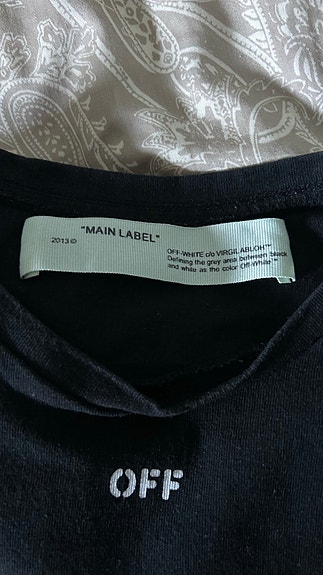 "MAIN LABEL"
2013 ©
OFF-WHITE c/o VIRGIL ABLOH™
Defining the grey area between black
and white as the color Off-White™
OFF